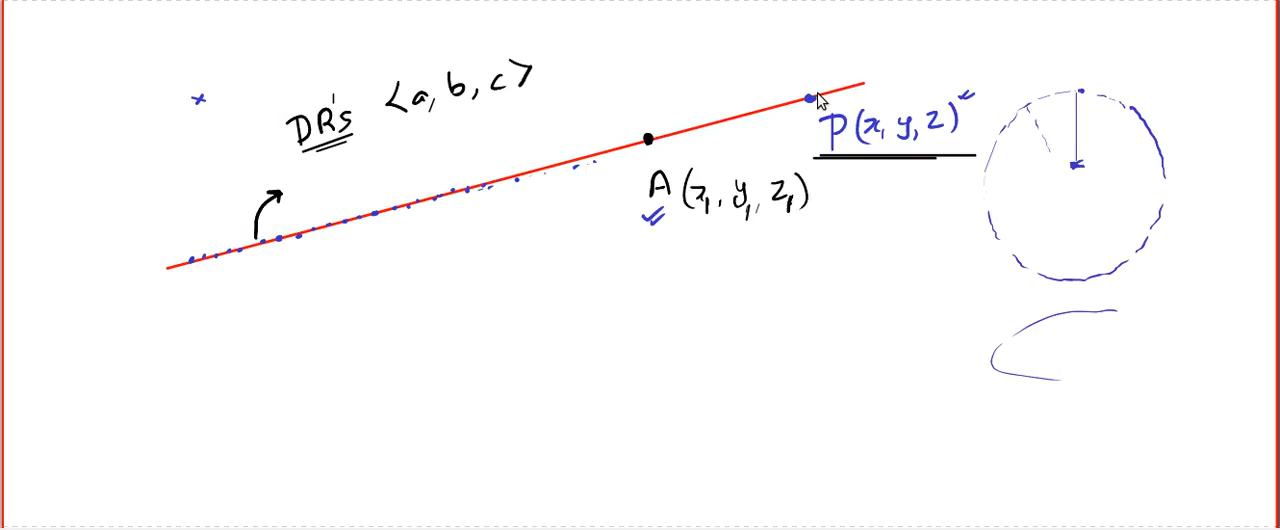 DR's <a, b, c>
P(x, y, z)
A (x₁, y₁, z₁)